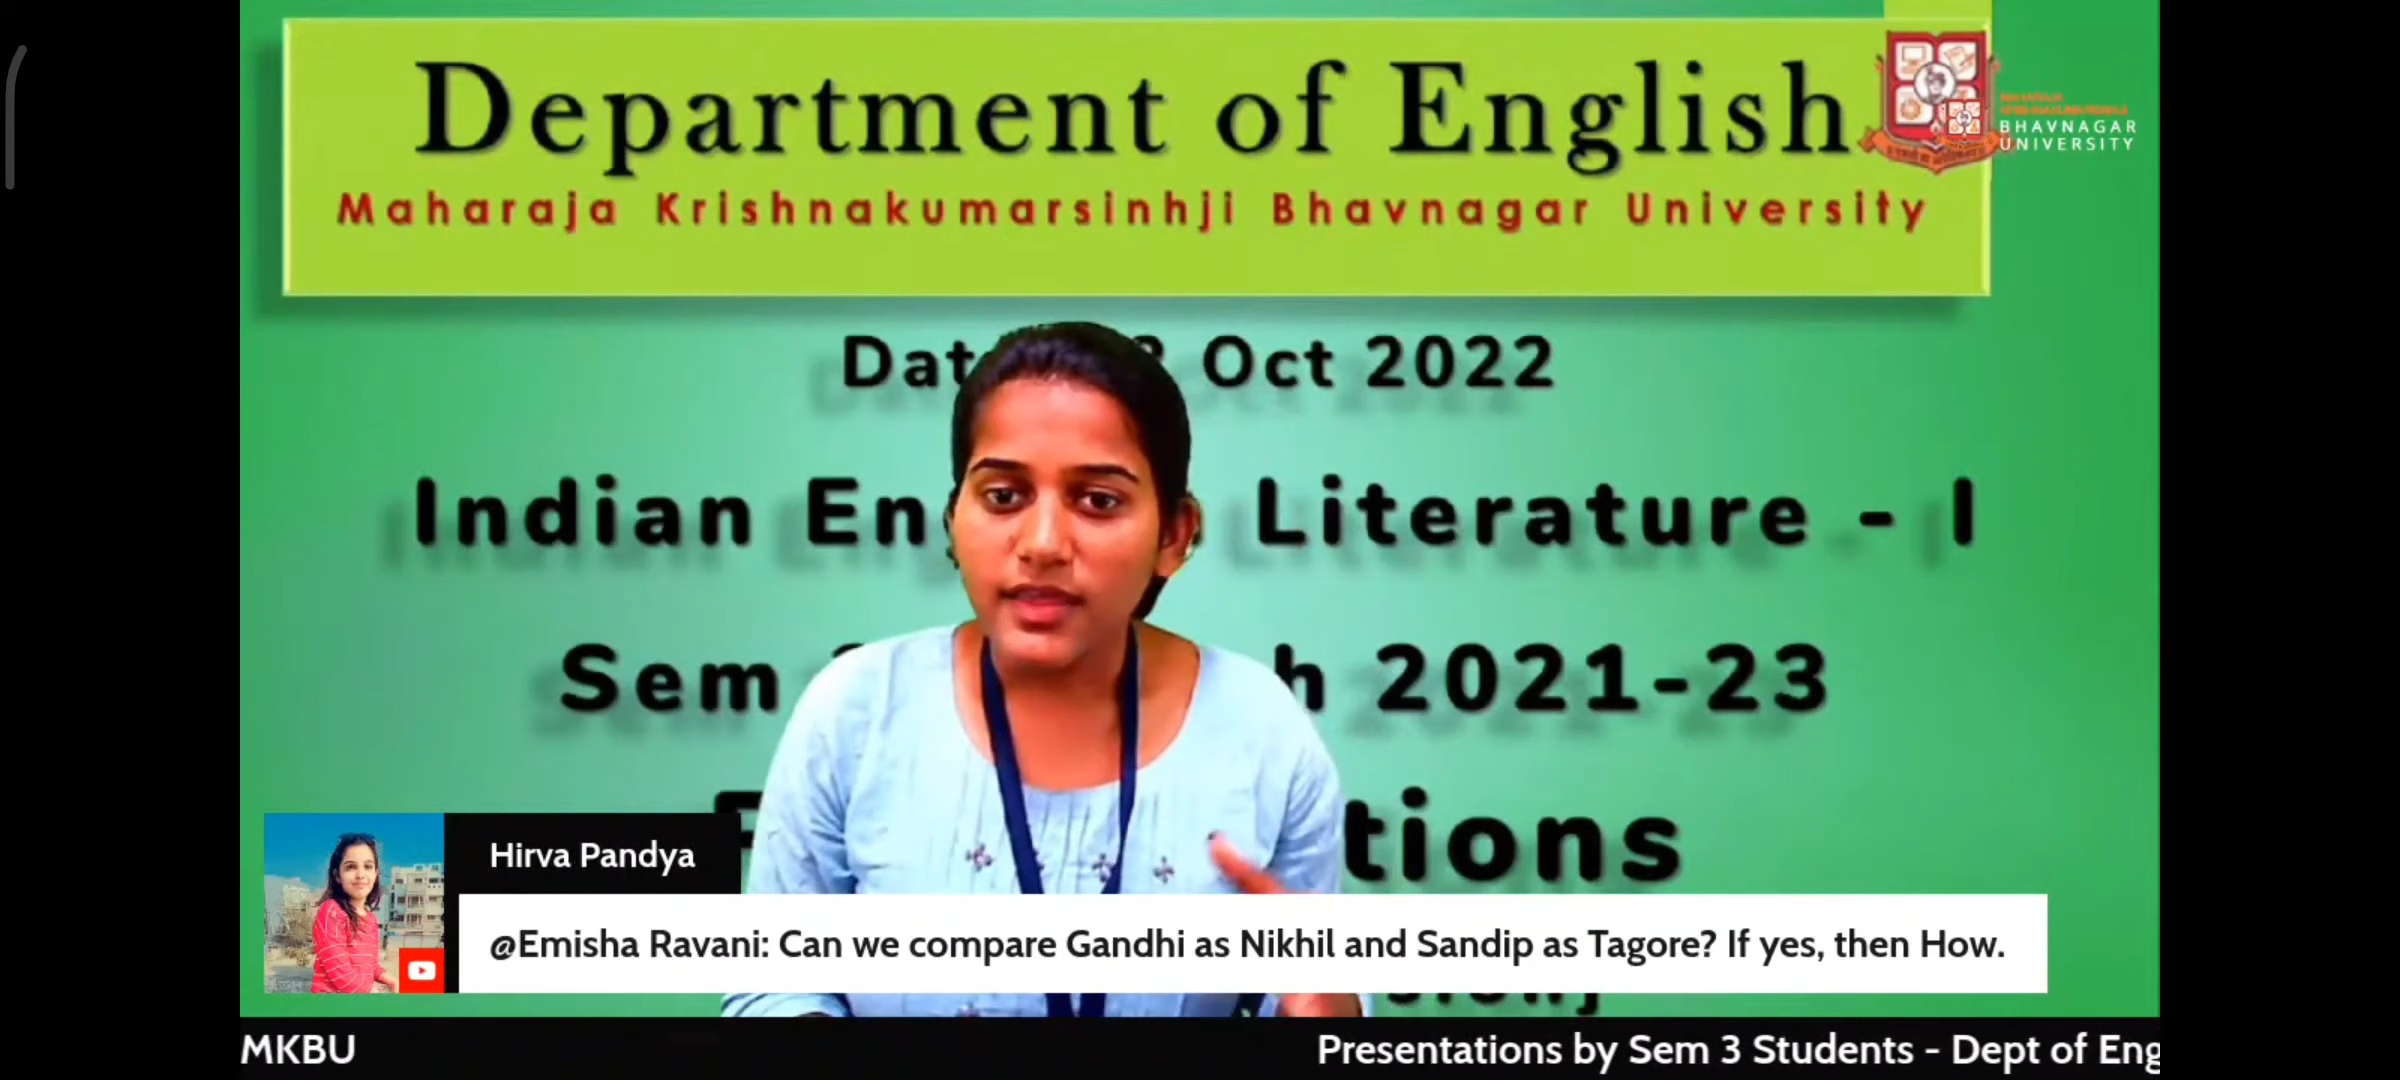 Department of English
Maharaja Krishnakumarsinhji Bhavnagar University
BHAVNAGAR
UNIVERSITY
Oct 2022
Indian Literature - I
Sem 2021-23
Hirva Pandya
@Emisha Ravani: Can we compare Gandhi as Nikhil and Sandip as Tagore? If yes, then How.
MKBU Presentations by Sem 3 Students - Dept of Eng